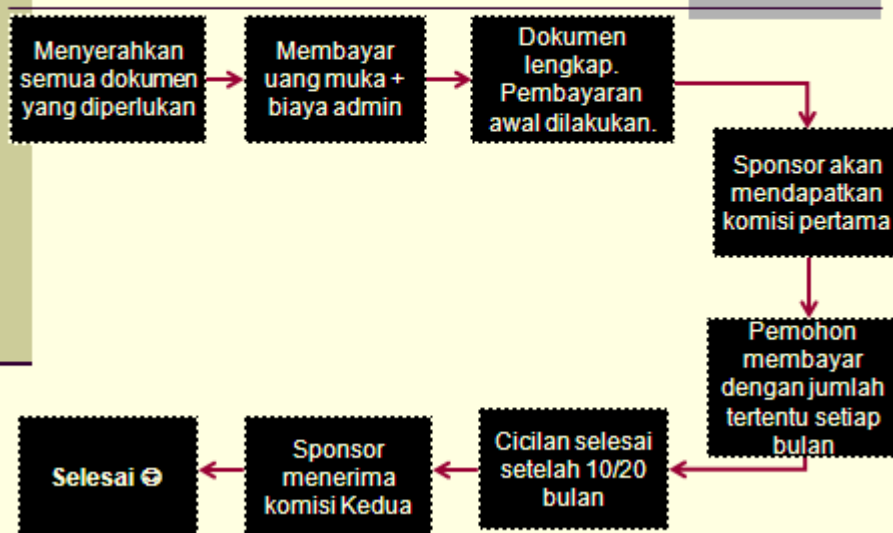 Menyerahkan
semua dokumen
yang diperlukan
Membayar
uang muka +
biaya admin
Dokumen
lengkap.
Pembayaran
awal dilakukan.
Sponsor akan
mendapatkan
komisi pertama
Pemohon
membayar
dengan jumlah
tertentu setiap
bulan
Cicilan selesai
setelah 10/20
bulan
Sponsor
menerima
komisi Kedua
Selesai